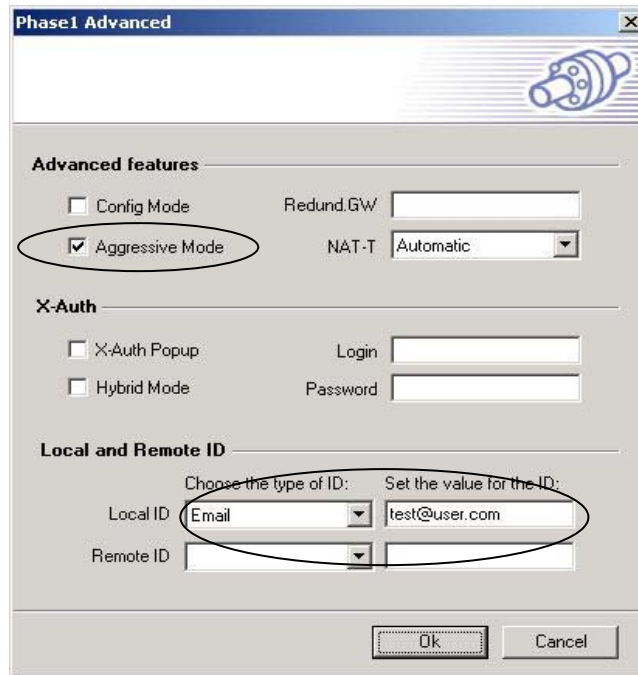 Phase1 Advanced
Advanced features
Config Mode Redund.GW
Aggressive Mode NAT-T Automatic
X-Auth
X-Auth Popup Login
Hybrid Mode Password
Local and Remote ID
Choose the type of ID: Set the value for the ID:
Local ID Email test@user.com
Remote ID
Ok Cancel